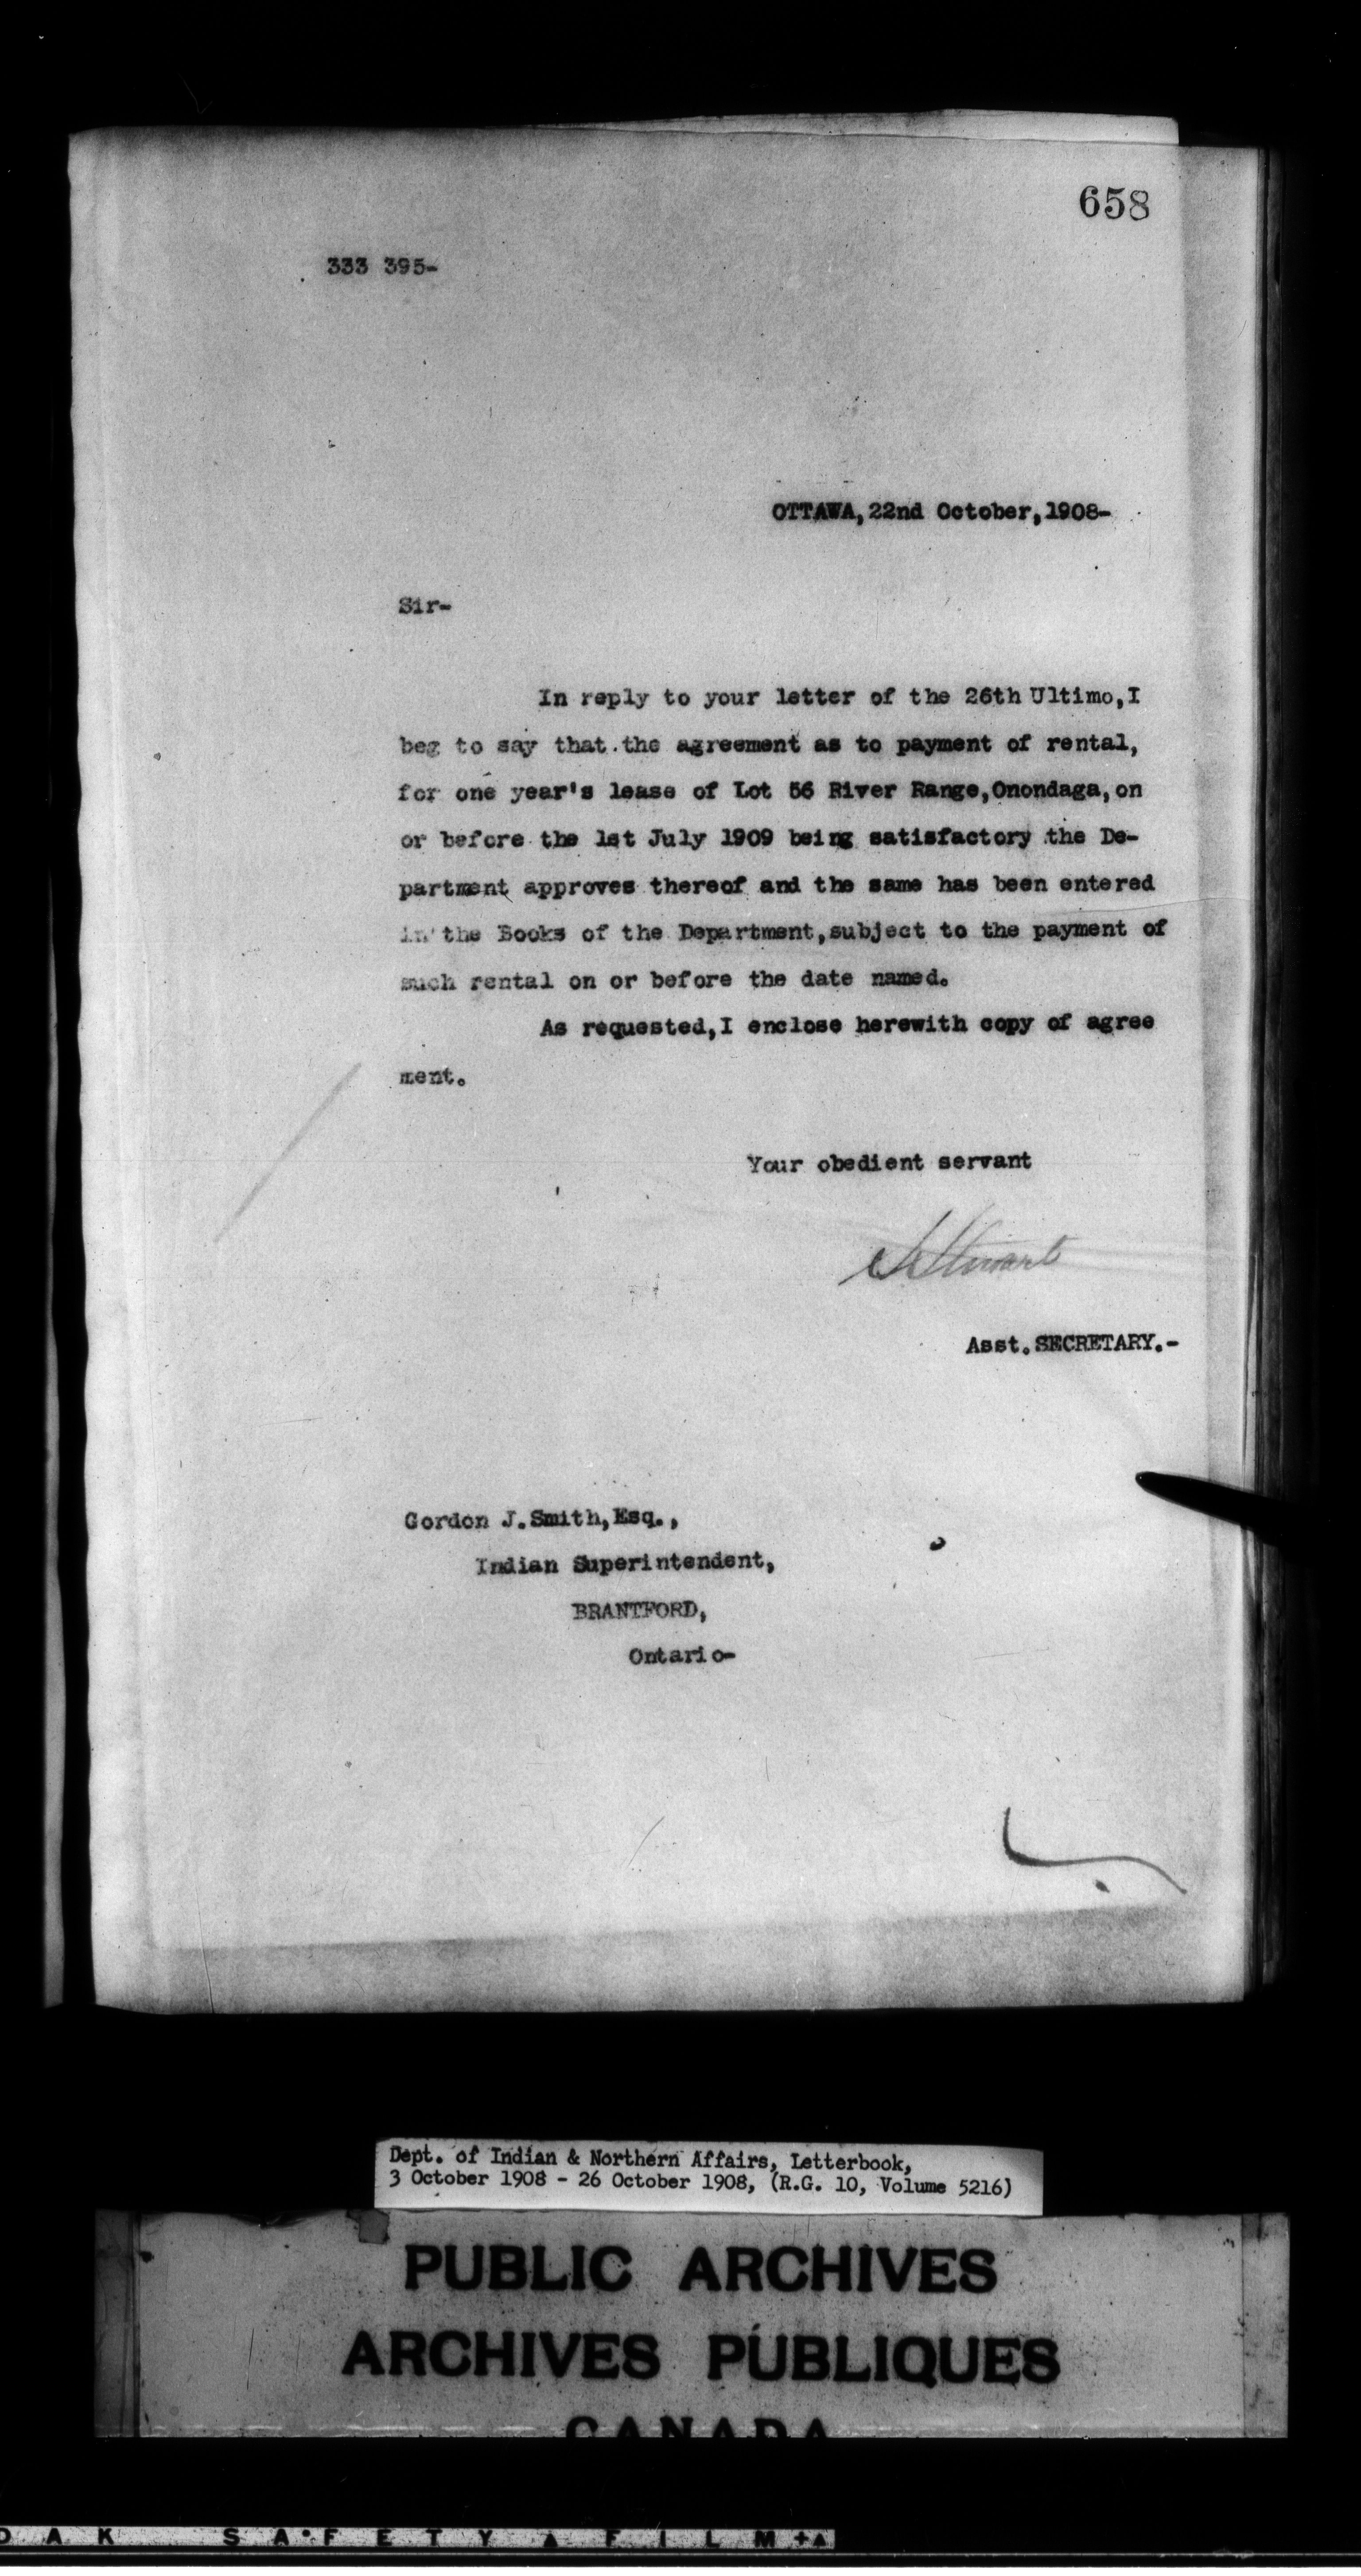 658
333 395-
OTTAWA, 22nd October, 1908-
Sir-
In reply to your letter of the 26th Ultimo, I
beg to say that the agreement as to payment of rental,
for one year's lease of Lot 56 River Range, Onondaga, on
or before the 1st July 1909 being satisfactory the De-
partment approves thereof and the same has been entered
in the Books of the Department, subject to the payment of
such rental on or before the date named.
As requested, I enclose herewith copy of agree
ment.
Your obedient servant
Stewart
Asst. SECRETARY.-
Gordon J. Smith, Esq.,
Indian Superintendent,
BRANTFORD,
Ontario-
Dept. of Indian & Northern Affairs, Letterbook,
3 October 1908 - 26 October 1908, (R.G. 10, Volume 5216)
PUBLIC ARCHIVES
ARCHIVES PUBLIQUES
CANADA
DAK SAFETY FILM